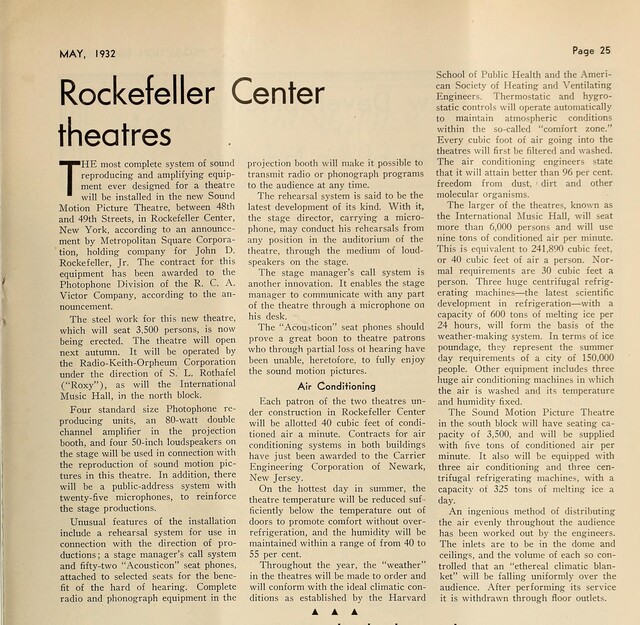 MAY, 1932
Page 25
Rockefeller Center
theatres
THE most complete system of sound
reproducing and amplifying equip-
ment ever designed for a theatre
will be installed in the new Sound
Motion Picture Theatre, between 48th
and 49th Streets, in Rockefeller Center,
New York, according to an announce-
ment by Metropolitan Square Corpora-
tion, holding company for John D.
Rockefeller, Jr. The contract for this
equipment has been awarded to the
Photophone Division of the R. C. A.
Victor Company, according to the an-
nouncement.
The steel work for this new theatre,
which will seat 3,500 persons, is now
being erected. The theatre will open
next autumn. It will be operated by
the Radio-Keith-Orpheum Corporation
under the direction of S. L. Rothafel
("Roxy"), as will the International
Music Hall, in the north block.
Four standard size Photophone re-
producing units, an 80-watt double
channel amplifier in the projection
booth, and four 50-inch loudspeakers on
the stage will be used in connection with
the reproduction of sound motion pic-
tures in this theatre. In addition, there
will be a public-address system with
twenty-five microphones, to reinforce
the stage productions.
Unusual features of the installation
include a rehearsal system for use in
connection with the direction of pro-
ductions; a stage manager's call system
and fifty-two "Acousticon" seat phones,
attached to selected seats for the bene-
fit of the hard of hearing. Complete
radio and phonograph equipment in the
projection booth will make it possible to
transmit radio or phonograph programs
to the audience at any time.
The rehearsal system is said to be the
latest development of its kind. With it,
the stage director, carrying a micro-
phone, may conduct his rehearsals from
any position in the auditorium of the
theatre, through the medium of loud-
speakers on the stage.
The stage manager's call system is
another innovation. It enables the stage
manager to communicate with any part
of the theatre through a microphone on
his desk.
The "Acousticon" seat phones should
prove a great boon to theatre patrons
who through partial loss of hearing have
been unable, heretofore, to fully enjoy
the sound motion pictures.
Air Conditioning
Each patron of the two theatres un-
der construction in Rockefeller Center
will be allotted 40 cubic feet of condi-
tioned air a minute. Contracts for air
conditioning systems in both buildings
have just been awarded to the Carrier
Engineering Corporation of Newark,
New Jersey.
On the hottest day in summer, the
theatre temperature will be reduced suf-
ficiently below the temperature out of
doors to promote comfort without over-
refrigeration, and the humidity will be
maintained within a range of from 40 to
55 per cent.
Throughout the year, the "weather"
in the theatres will be made to order and
will conform with the ideal climatic con-
ditions as established by the Harvard
School of Public Health and the Ameri-
can Society of Heating and Ventilating
Engineers. Thermostatic and hygro-
static controls will operate automatically
to maintain atmospheric conditions
within the so-called "comfort zone."
Every cubic foot of air going into the
theatres will first be filtered and washed.
The air conditioning engineers state
that it will attain better than 96 per cent.
freedom from dust, dirt and other
molecular organisms.
The larger of the theatres, known as
the International Music Hall, will seat
more than 6,000 persons and will use
nine tons of conditioned air per minute.
This is equivalent to 241,890 cubic feet,
or 40 cubic feet of air a person. Nor-
mal requirements are 30 cubic feet a
person. Three huge centrifugal refrig-
erating machines—the latest scientific
development in refrigeration—with a
capacity of 600 tons of melting ice per
24 hours, will form the basis of the
weather-making system. In terms of ice
poundage, they represent the summer
day requirements of a city of 150,000
people. Other equipment includes three
huge air conditioning machines in which
the air is washed and its temperature
and humidity fixed.
The Sound Motion Picture Theatre
in the south block will have seating ca-
pacity of 3,500, and will be supplied
with five tons of conditioned air per
minute. It also will be equipped with
three air conditioning and three cen-
trifugal refrigerating machines, with a
capacity of 325 tons of melting ice a
day.
An ingenious method of distributing
the air evenly throughout the audience
has been worked out by the engineers.
The inlets are to be in the dome and
ceilings, and the volume of each so con-
trolled that an "ethereal climatic blan-
ket" will be falling uniformly over the
audience. After performing its service
it is withdrawn through floor outlets.